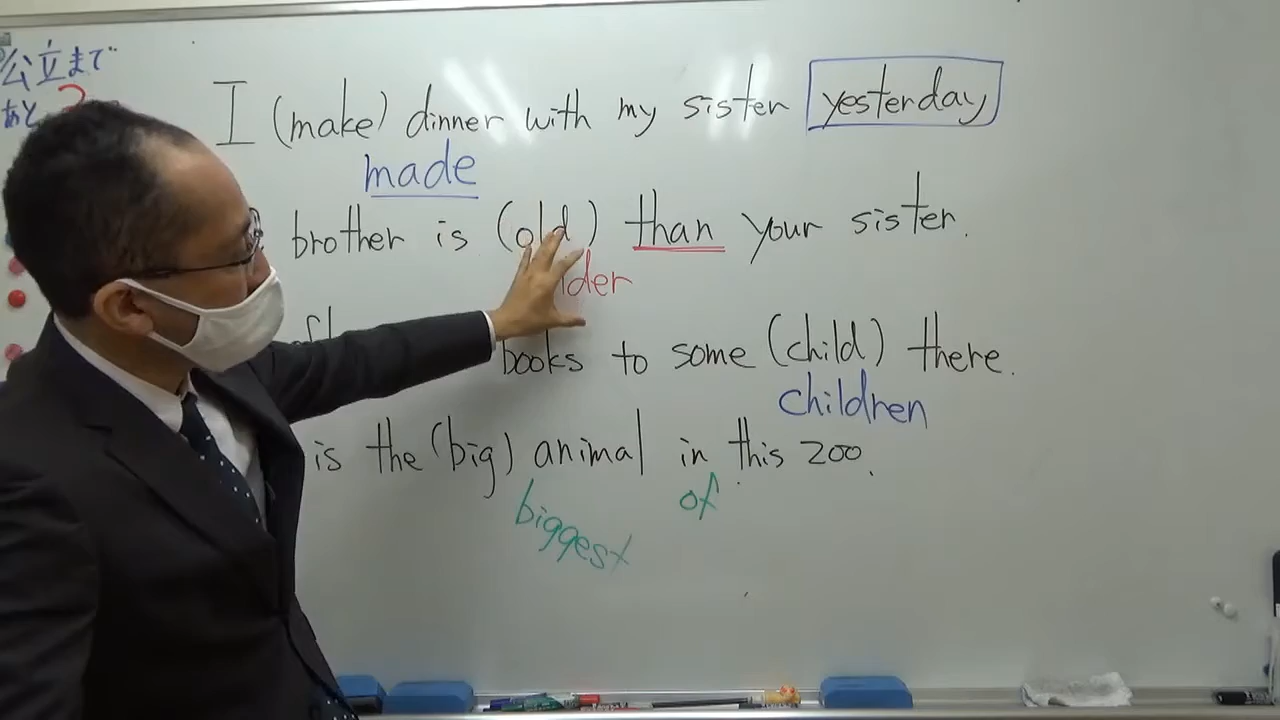 公立まで
あと
I (make) dinner with my sister yesterday
made
brother is (old) than your sister.
lder
books to some (child) there.
children
is the (big) animal in this zoo.
biggest of